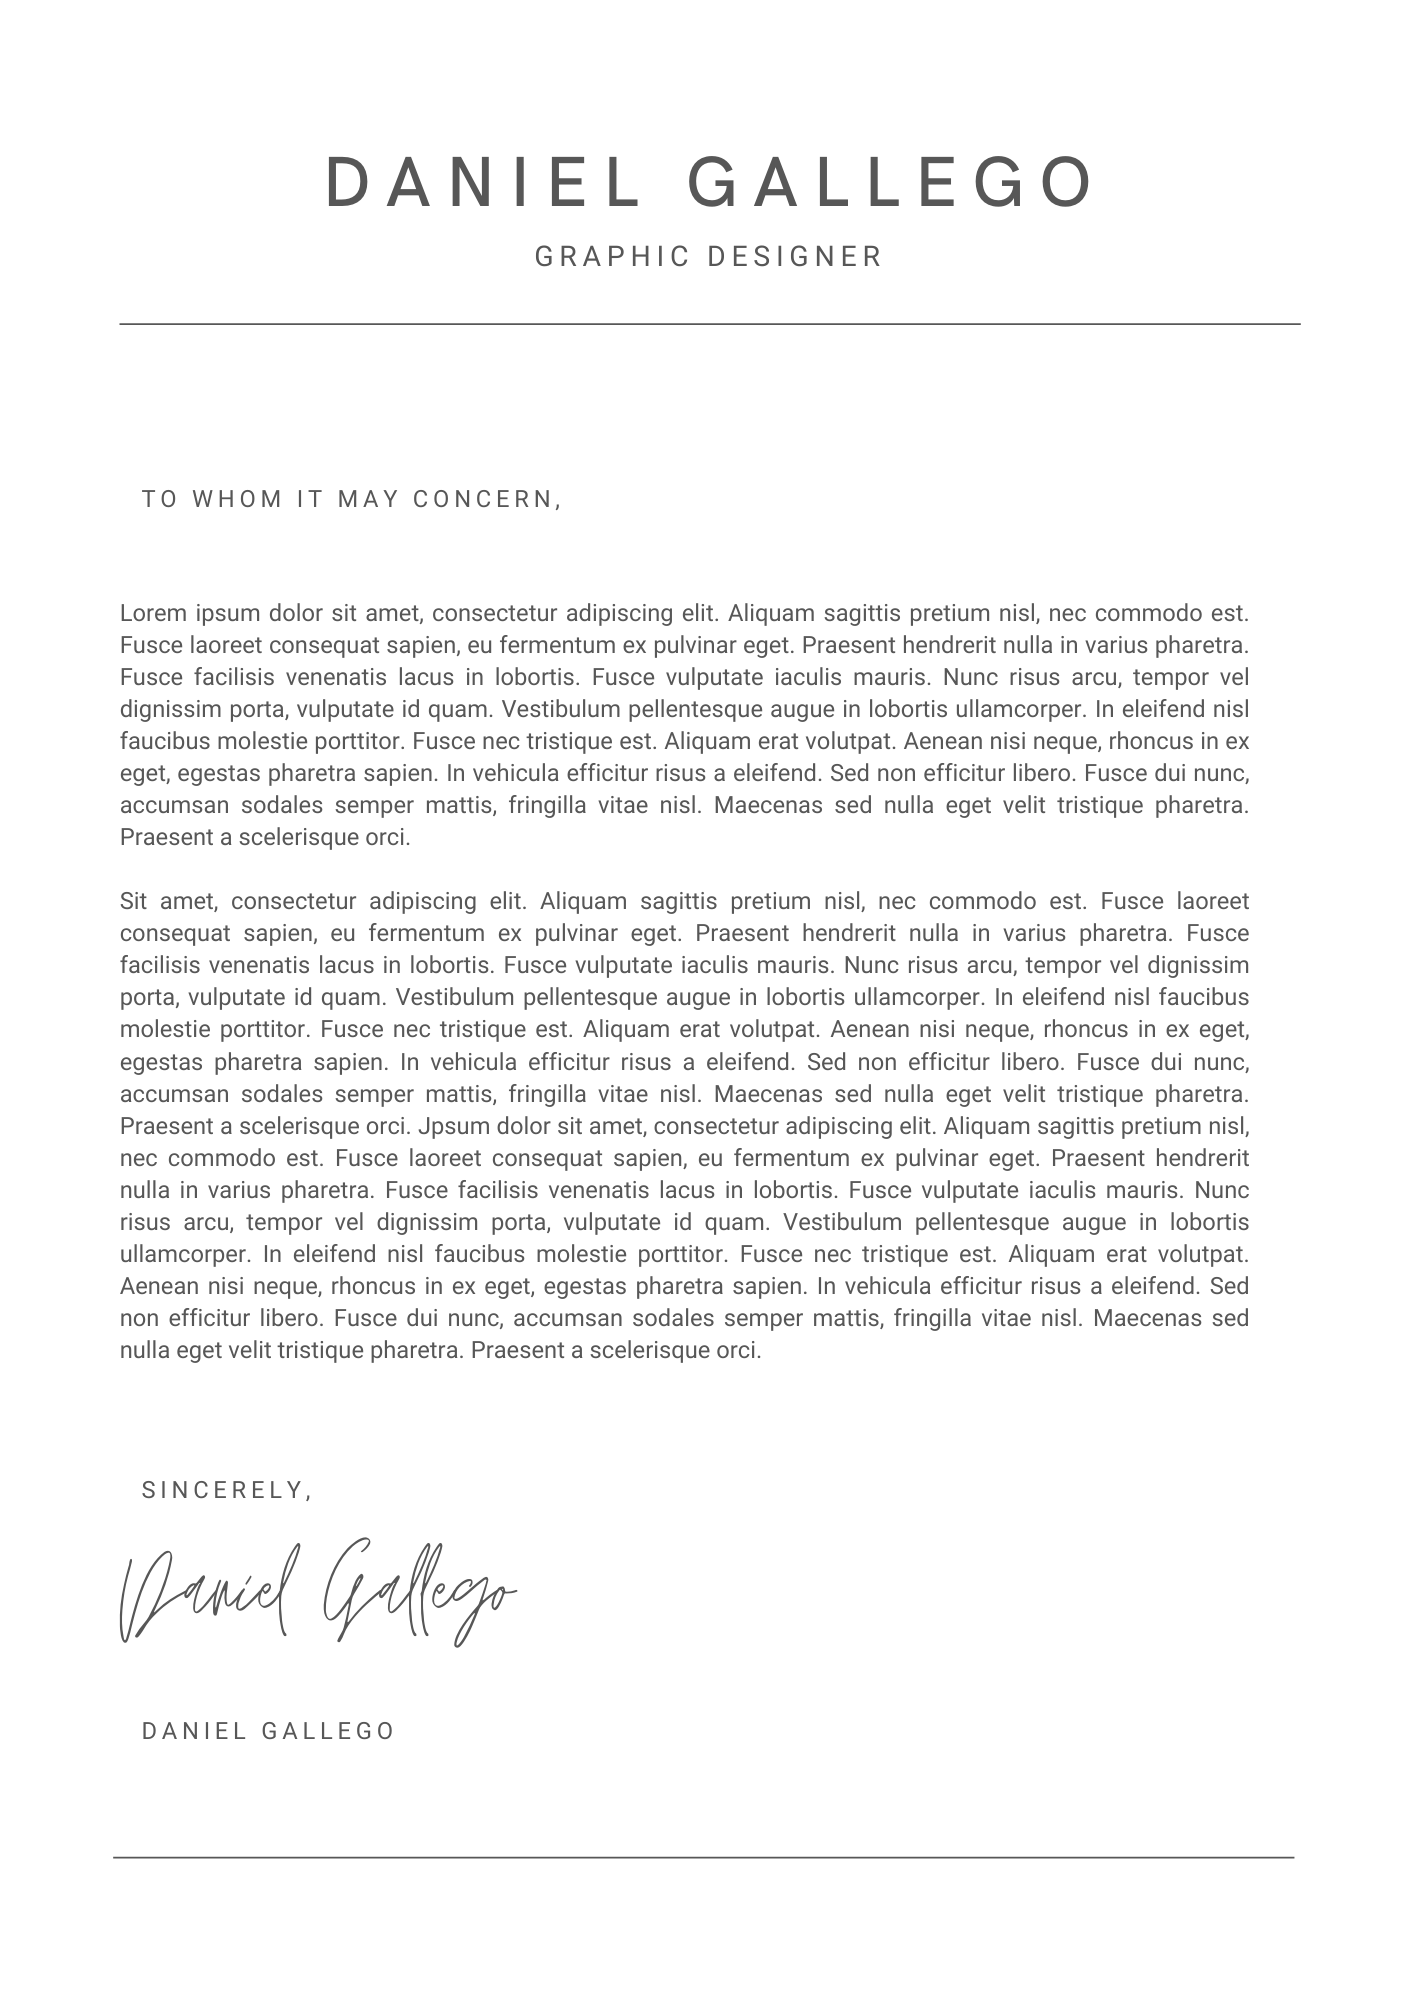 DANIEL GALLEGO
GRAPHIC DESIGNER
TO WHOM IT MAY CONCERN,
Lorem ipsum dolor sit amet, consectetur adipiscing elit. Aliquam sagittis pretium nisl, nec commodo est.
Fusce laoreet consequat sapien, eu fermentum ex pulvinar eget. Praesent hendrerit nulla in varius pharetra.
Fusce facilisis venenatis lacus in lobortis. Fusce vulputate iaculis mauris. Nunc risus arcu, tempor vel
dignissim porta, vulputate id quam. Vestibulum pellentesque augue in lobortis ullamcorper. In eleifend nisl
faucibus molestie porttitor. Fusce nec tristique est. Aliquam erat volutpat. Aenean nisi neque, rhoncus in ex
eget, egestas pharetra sapien. In vehicula efficitur risus a eleifend. Sed non efficitur libero. Fusce dui nunc,
accumsan sodales semper mattis, fringilla vitae nisl. Maecenas sed nulla eget velit tristique pharetra.
Praesent a scelerisque orci.
Sit amet, consectetur adipiscing elit. Aliquam sagittis pretium nisl, nec commodo est. Fusce laoreet
consequat sapien, eu fermentum ex pulvinar eget. Praesent hendrerit nulla in varius pharetra. Fusce
facilisis venenatis lacus in lobortis. Fusce vulputate iaculis mauris. Nunc risus arcu, tempor vel dignissim
porta, vulputate id quam. Vestibulum pellentesque augue in lobortis ullamcorper. In eleifend nisl faucibus
molestie porttitor. Fusce nec tristique est. Aliquam erat volutpat. Aenean nisi neque, rhoncus in ex eget,
egestas pharetra sapien. In vehicula efficitur risus a eleifend. Sed non efficitur libero. Fusce dui nunc,
accumsan sodales semper mattis, fringilla vitae nisl. Maecenas sed nulla eget velit tristique pharetra.
Praesent a scelerisque orci. Jpsum dolor sit amet, consectetur adipiscing elit. Aliquam sagittis pretium nisl,
nec commodo est. Fusce laoreet consequat sapien, eu fermentum ex pulvinar eget. Praesent hendrerit
nulla in varius pharetra. Fusce facilisis venenatis lacus in lobortis. Fusce vulputate iaculis mauris. Nunc
risus arcu, tempor vel dignissim porta, vulputate id quam. Vestibulum pellentesque augue in lobortis
ullamcorper. In eleifend nisl faucibus molestie porttitor. Fusce nec tristique est. Aliquam erat volutpat.
Aenean nisi neque, rhoncus in ex eget, egestas pharetra sapien. In vehicula efficitur risus a eleifend. Sed
non efficitur libero. Fusce dui nunc, accumsan sodales semper mattis, fringilla vitae nisl. Maecenas sed
nulla eget velit tristique pharetra. Praesent a scelerisque orci.
SINCERELY,
Daniel Gallego
DANIEL GALLEGO